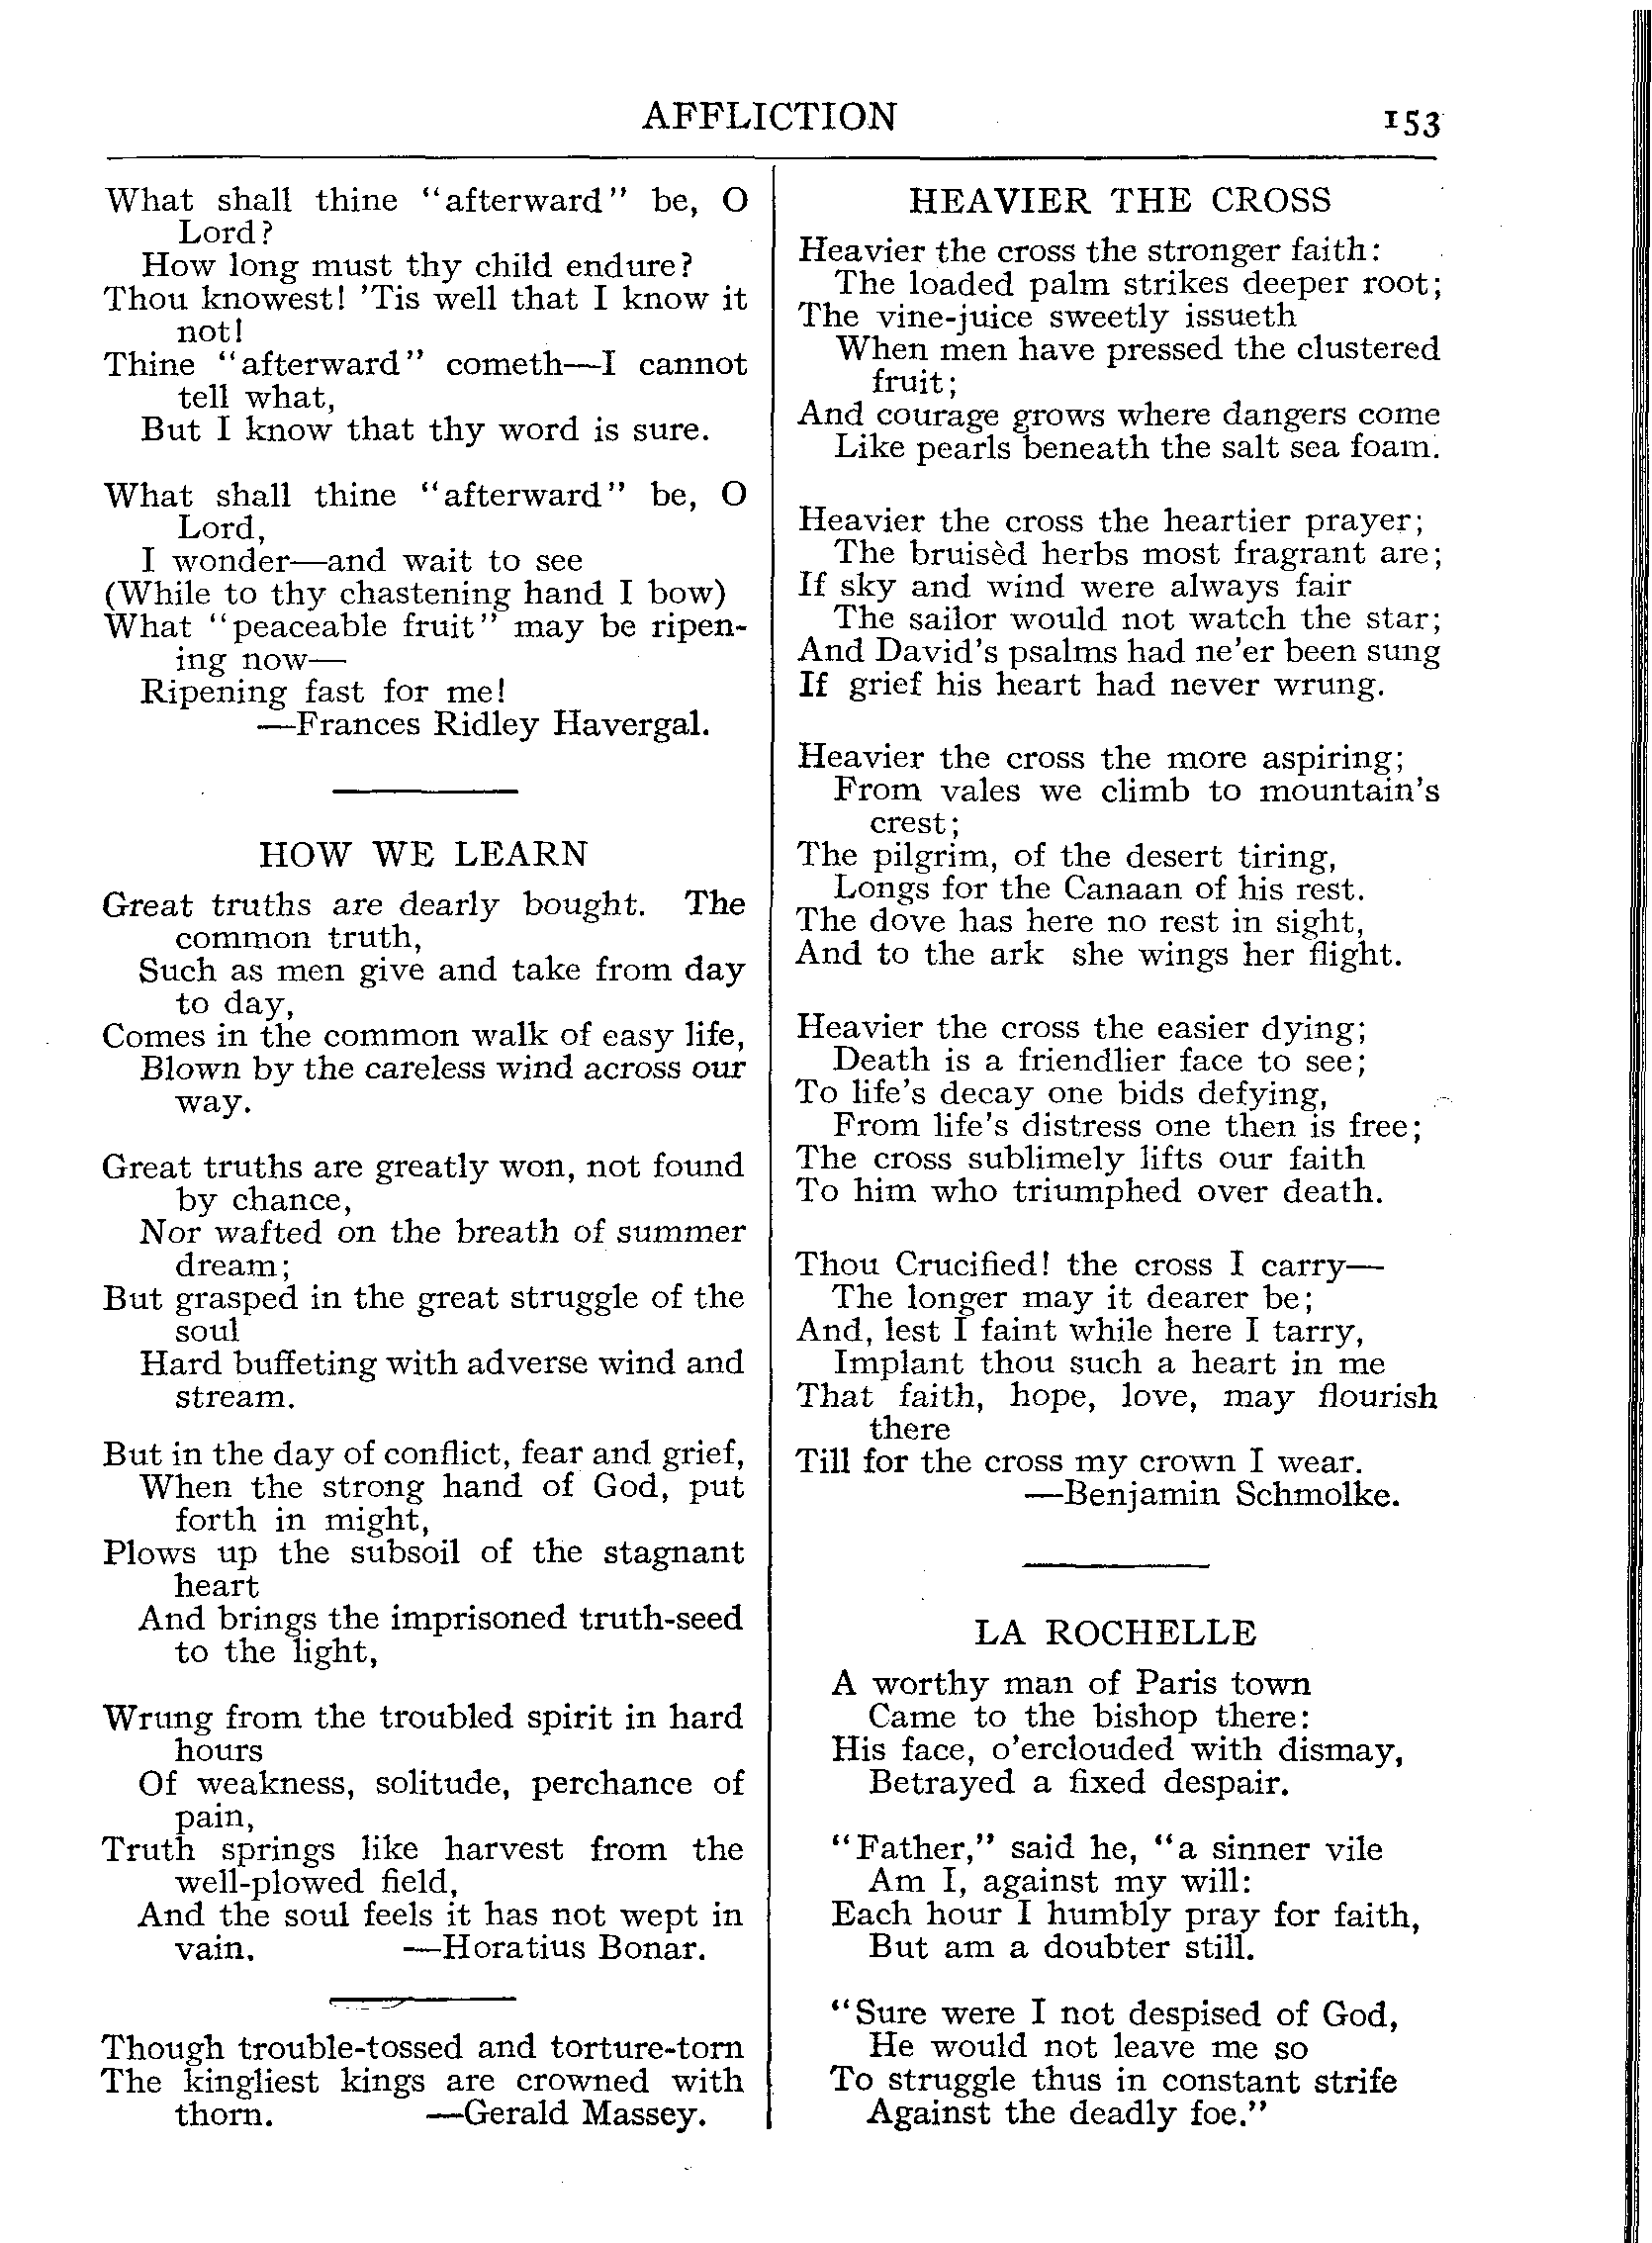 AFFLICTION
153
What shall thine "afterward" be, O
Lord?
How long must thy child endure?
Thou knowest! 'Tis well that I know it
not!
Thine "afterward" cometh—I cannot
tell what,
But I know that thy word is sure.
What shall thine "afterward" be, O
Lord,
I wonder—and wait to see
(While to thy chastening hand I bow)
What "peaceable fruit" may be ripen-
ing now—
Ripening fast for me!
—Frances Ridley Havergal.
HOW WE LEARN
Great truths are dearly bought. The
common truth,
Such as men give and take from day
to day,
Comes in the common walk of easy life,
Blown by the careless wind across our
way.
Great truths are greatly won, not found
by chance,
Nor wafted on the breath of summer
dream;
But grasped in the great struggle of the
soul
Hard buffeting with adverse wind and
stream.
But in the day of conflict, fear and grief,
When the strong hand of God, put
forth in might,
Plows up the subsoil of the stagnant
heart
And brings the imprisoned truth-seed
to the light,
Wrung from the troubled spirit in hard
hours
Of weakness, solitude, perchance of
pain,
Truth springs like harvest from the
well-plowed field,
And the soul feels it has not wept in
vain. —Horatius Bonar.
Though trouble-tossed and torture-torn
The kingliest kings are crowned with
thorn. —Gerald Massey.
HEAVIER THE CROSS
Heavier the cross the stronger faith:
The loaded palm strikes deeper root;
The vine-juice sweetly issueth
When men have pressed the clustered
fruit;
And courage grows where dangers come
Like pearls beneath the salt sea foam.
Heavier the cross the heartier prayer;
The bruisèd herbs most fragrant are;
If sky and wind were always fair
The sailor would not watch the star;
And David's psalms had ne'er been sung
If grief his heart had never wrung.
Heavier the cross the more aspiring;
From vales we climb to mountain's
crest;
The pilgrim, of the desert tiring,
Longs for the Canaan of his rest.
The dove has here no rest in sight,
And to the ark she wings her flight.
Heavier the cross the easier dying;
Death is a friendlier face to see;
To life's decay one bids defying,
From life's distress one then is free;
The cross sublimely lifts our faith
To him who triumphed over death.
Thou Crucified! the cross I carry—
The longer may it dearer be;
And, lest I faint while here I tarry,
Implant thou such a heart in me
That faith, hope, love, may flourish
there
Till for the cross my crown I wear.
—Benjamin Schmolke.
LA ROCHELLE
A worthy man of Paris town
Came to the bishop there:
His face, o'erclouded with dismay,
Betrayed a fixed despair.
"Father," said he, "a sinner vile
Am I, against my will:
Each hour I humbly pray for faith,
But am a doubter still.
"Sure were I not despised of God,
He would not leave me so
To struggle thus in constant strife
Against the deadly foe."